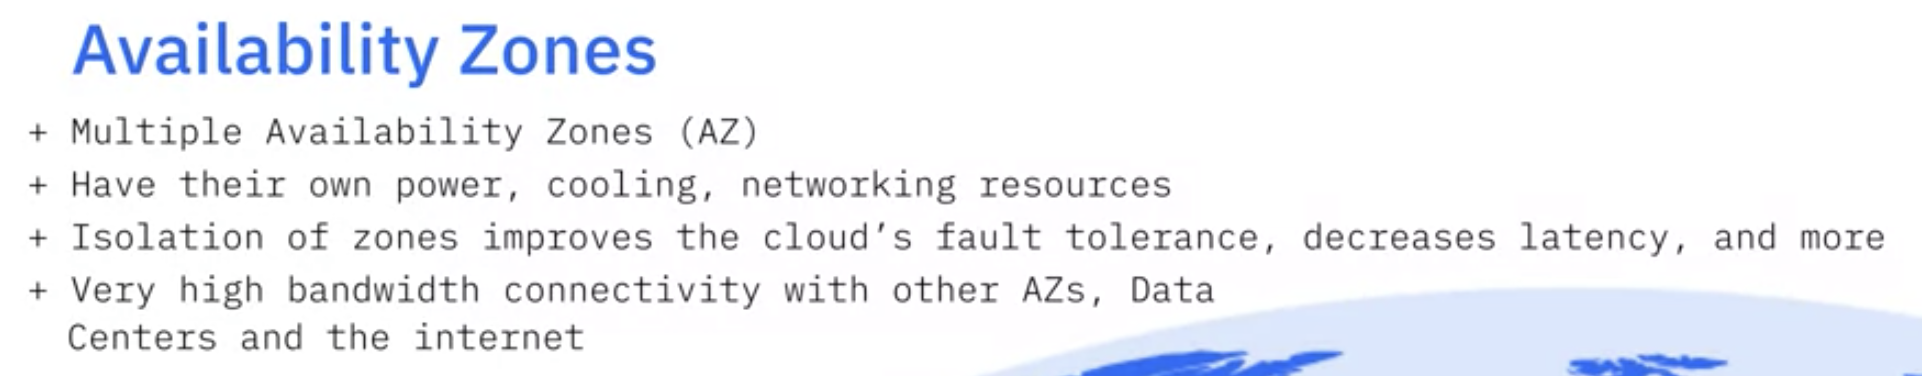 Availability Zones
+ Multiple Availability Zones (AZ)
+ Have their own power, cooling, networking resources
+ Isolation of zones improves the cloud’s fault tolerance, decreases latency, and more
+ Very high bandwidth connectivity with other AZs, Data
Centers and the internet